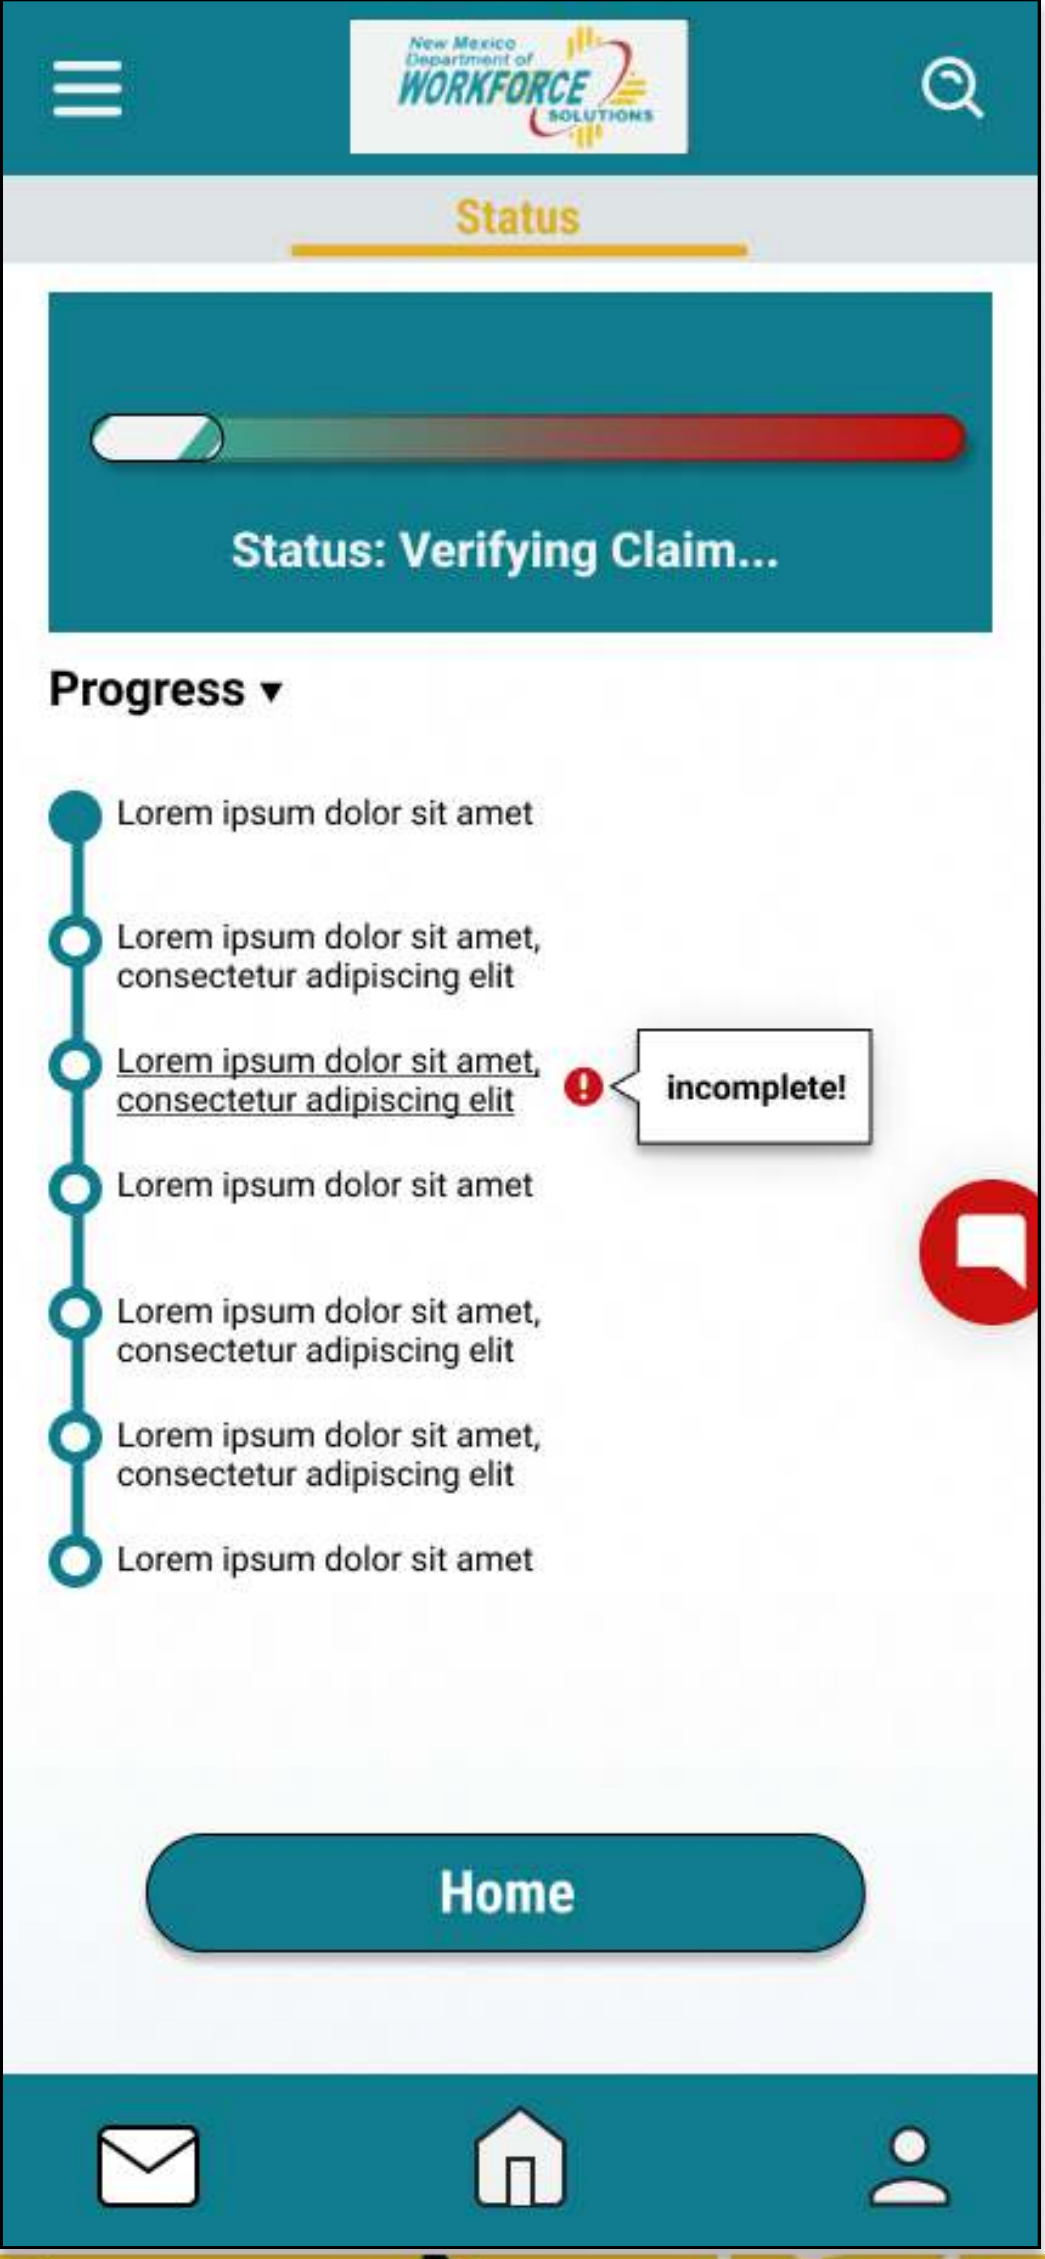 New Mexico
Department of
WORKFORCE
SOLUTIONS
Status
Status: Verifying Claim...
Progress ▾
Lorem ipsum dolor sit amet
Lorem ipsum dolor sit amet,
consectetur adipiscing elit
Lorem ipsum dolor sit amet,
consectetur adipiscing elit
incomplete!
Lorem ipsum dolor sit amet
Lorem ipsum dolor sit amet,
consectetur adipiscing elit
Lorem ipsum dolor sit amet,
consectetur adipiscing elit
Lorem ipsum dolor sit amet
Home